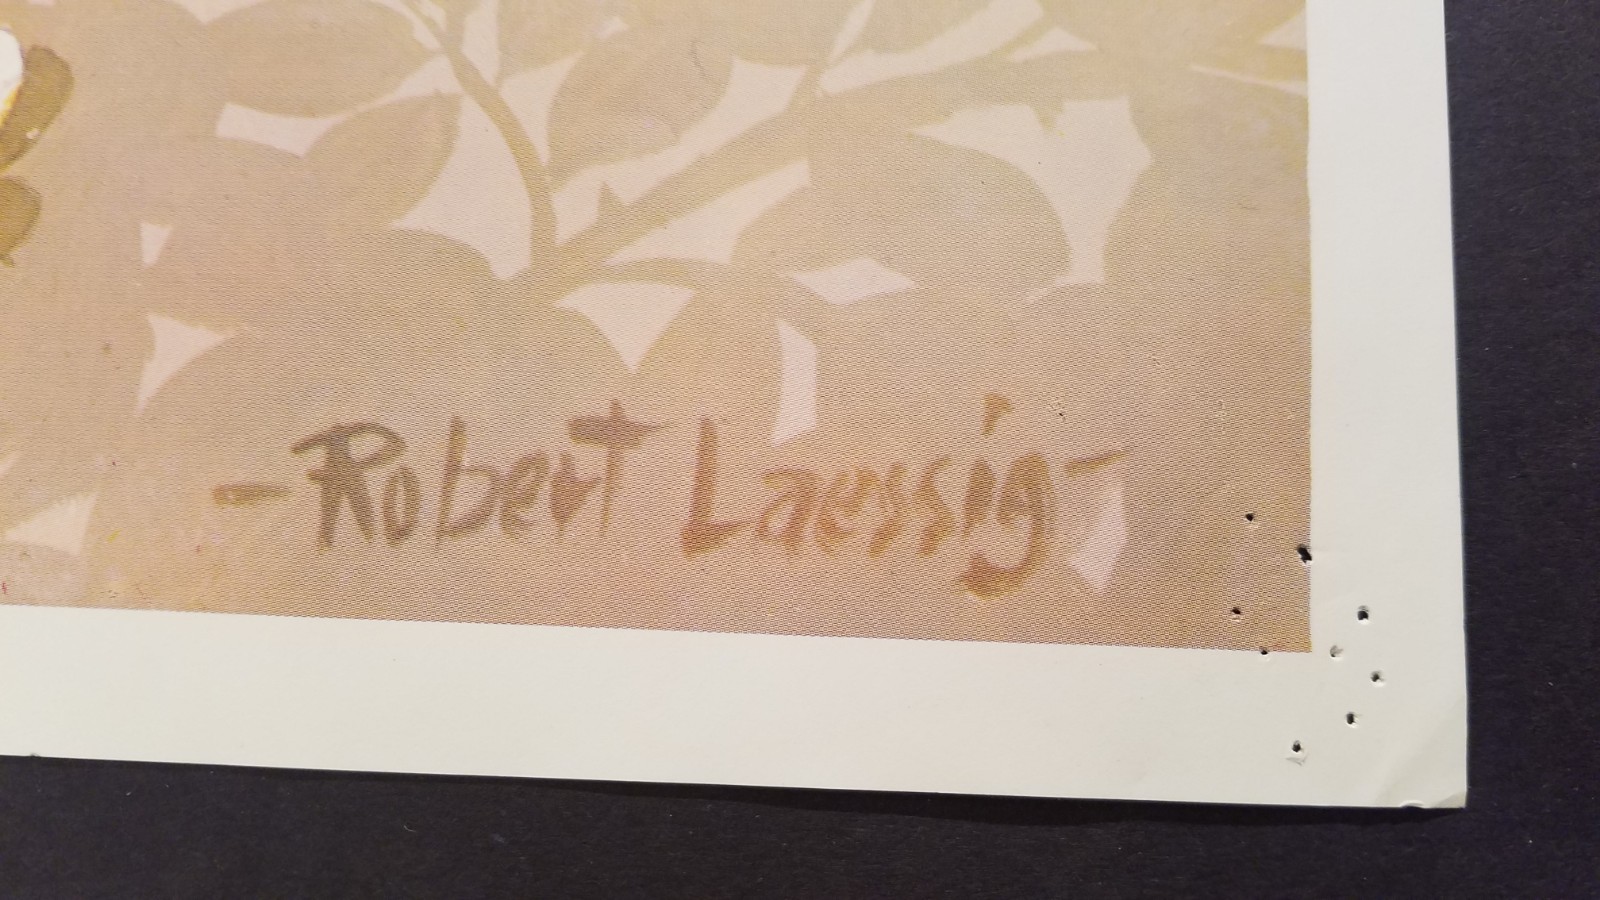 - Robert Laessig -